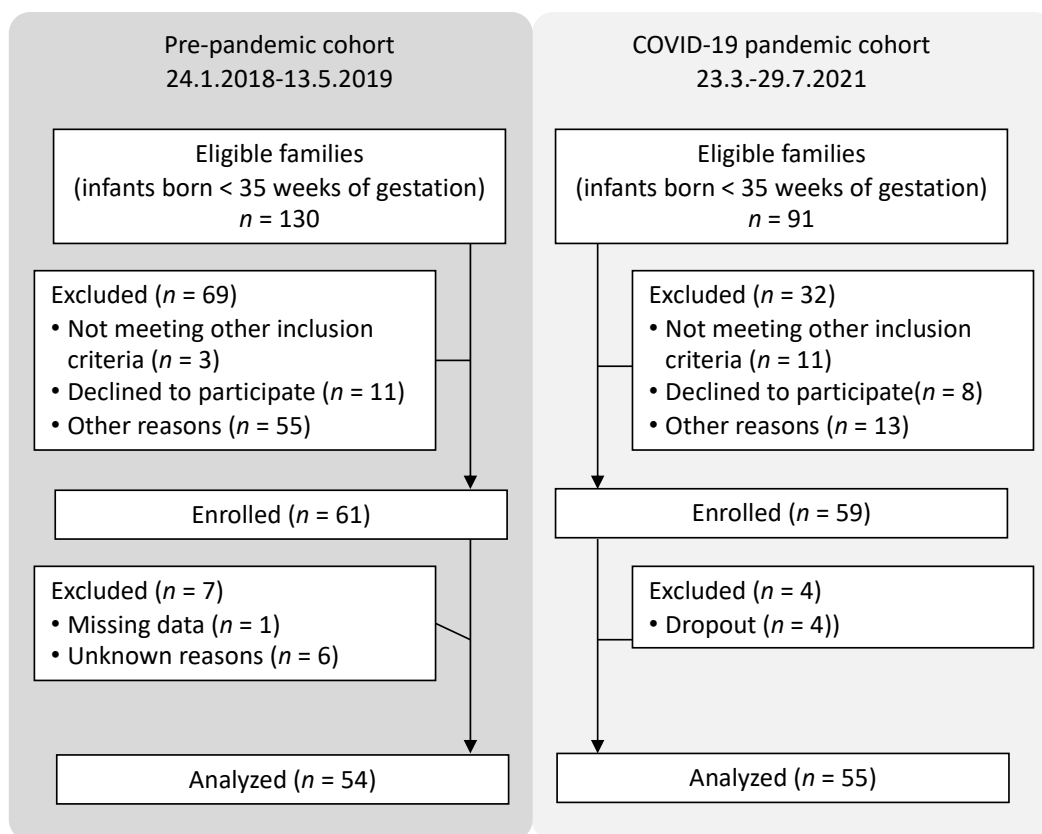 Pre-pandemic cohort
24.1.2018-13.5.2019
Eligible families
(infants born < 35 weeks of gestation)
n = 130
Excluded (n = 69)
• Not meeting other inclusion
criteria (n = 3)
• Declined to participate (n = 11)
• Other reasons (n = 55)
Enrolled (n = 61)
Excluded (n = 7)
• Missing data (n = 1)
• Unknown reasons (n = 6)
Analyzed (n = 54)
COVID-19 pandemic cohort
23.3.-29.7.2021
Eligible families
(infants born < 35 weeks of gestation)
n = 91
Excluded (n = 32)
• Not meeting other inclusion
criteria (n = 11)
• Declined to participate(n = 8)
• Other reasons (n = 13)
Enrolled (n = 59)
Excluded (n = 4)
• Dropout (n = 4))
Analyzed (n = 55)